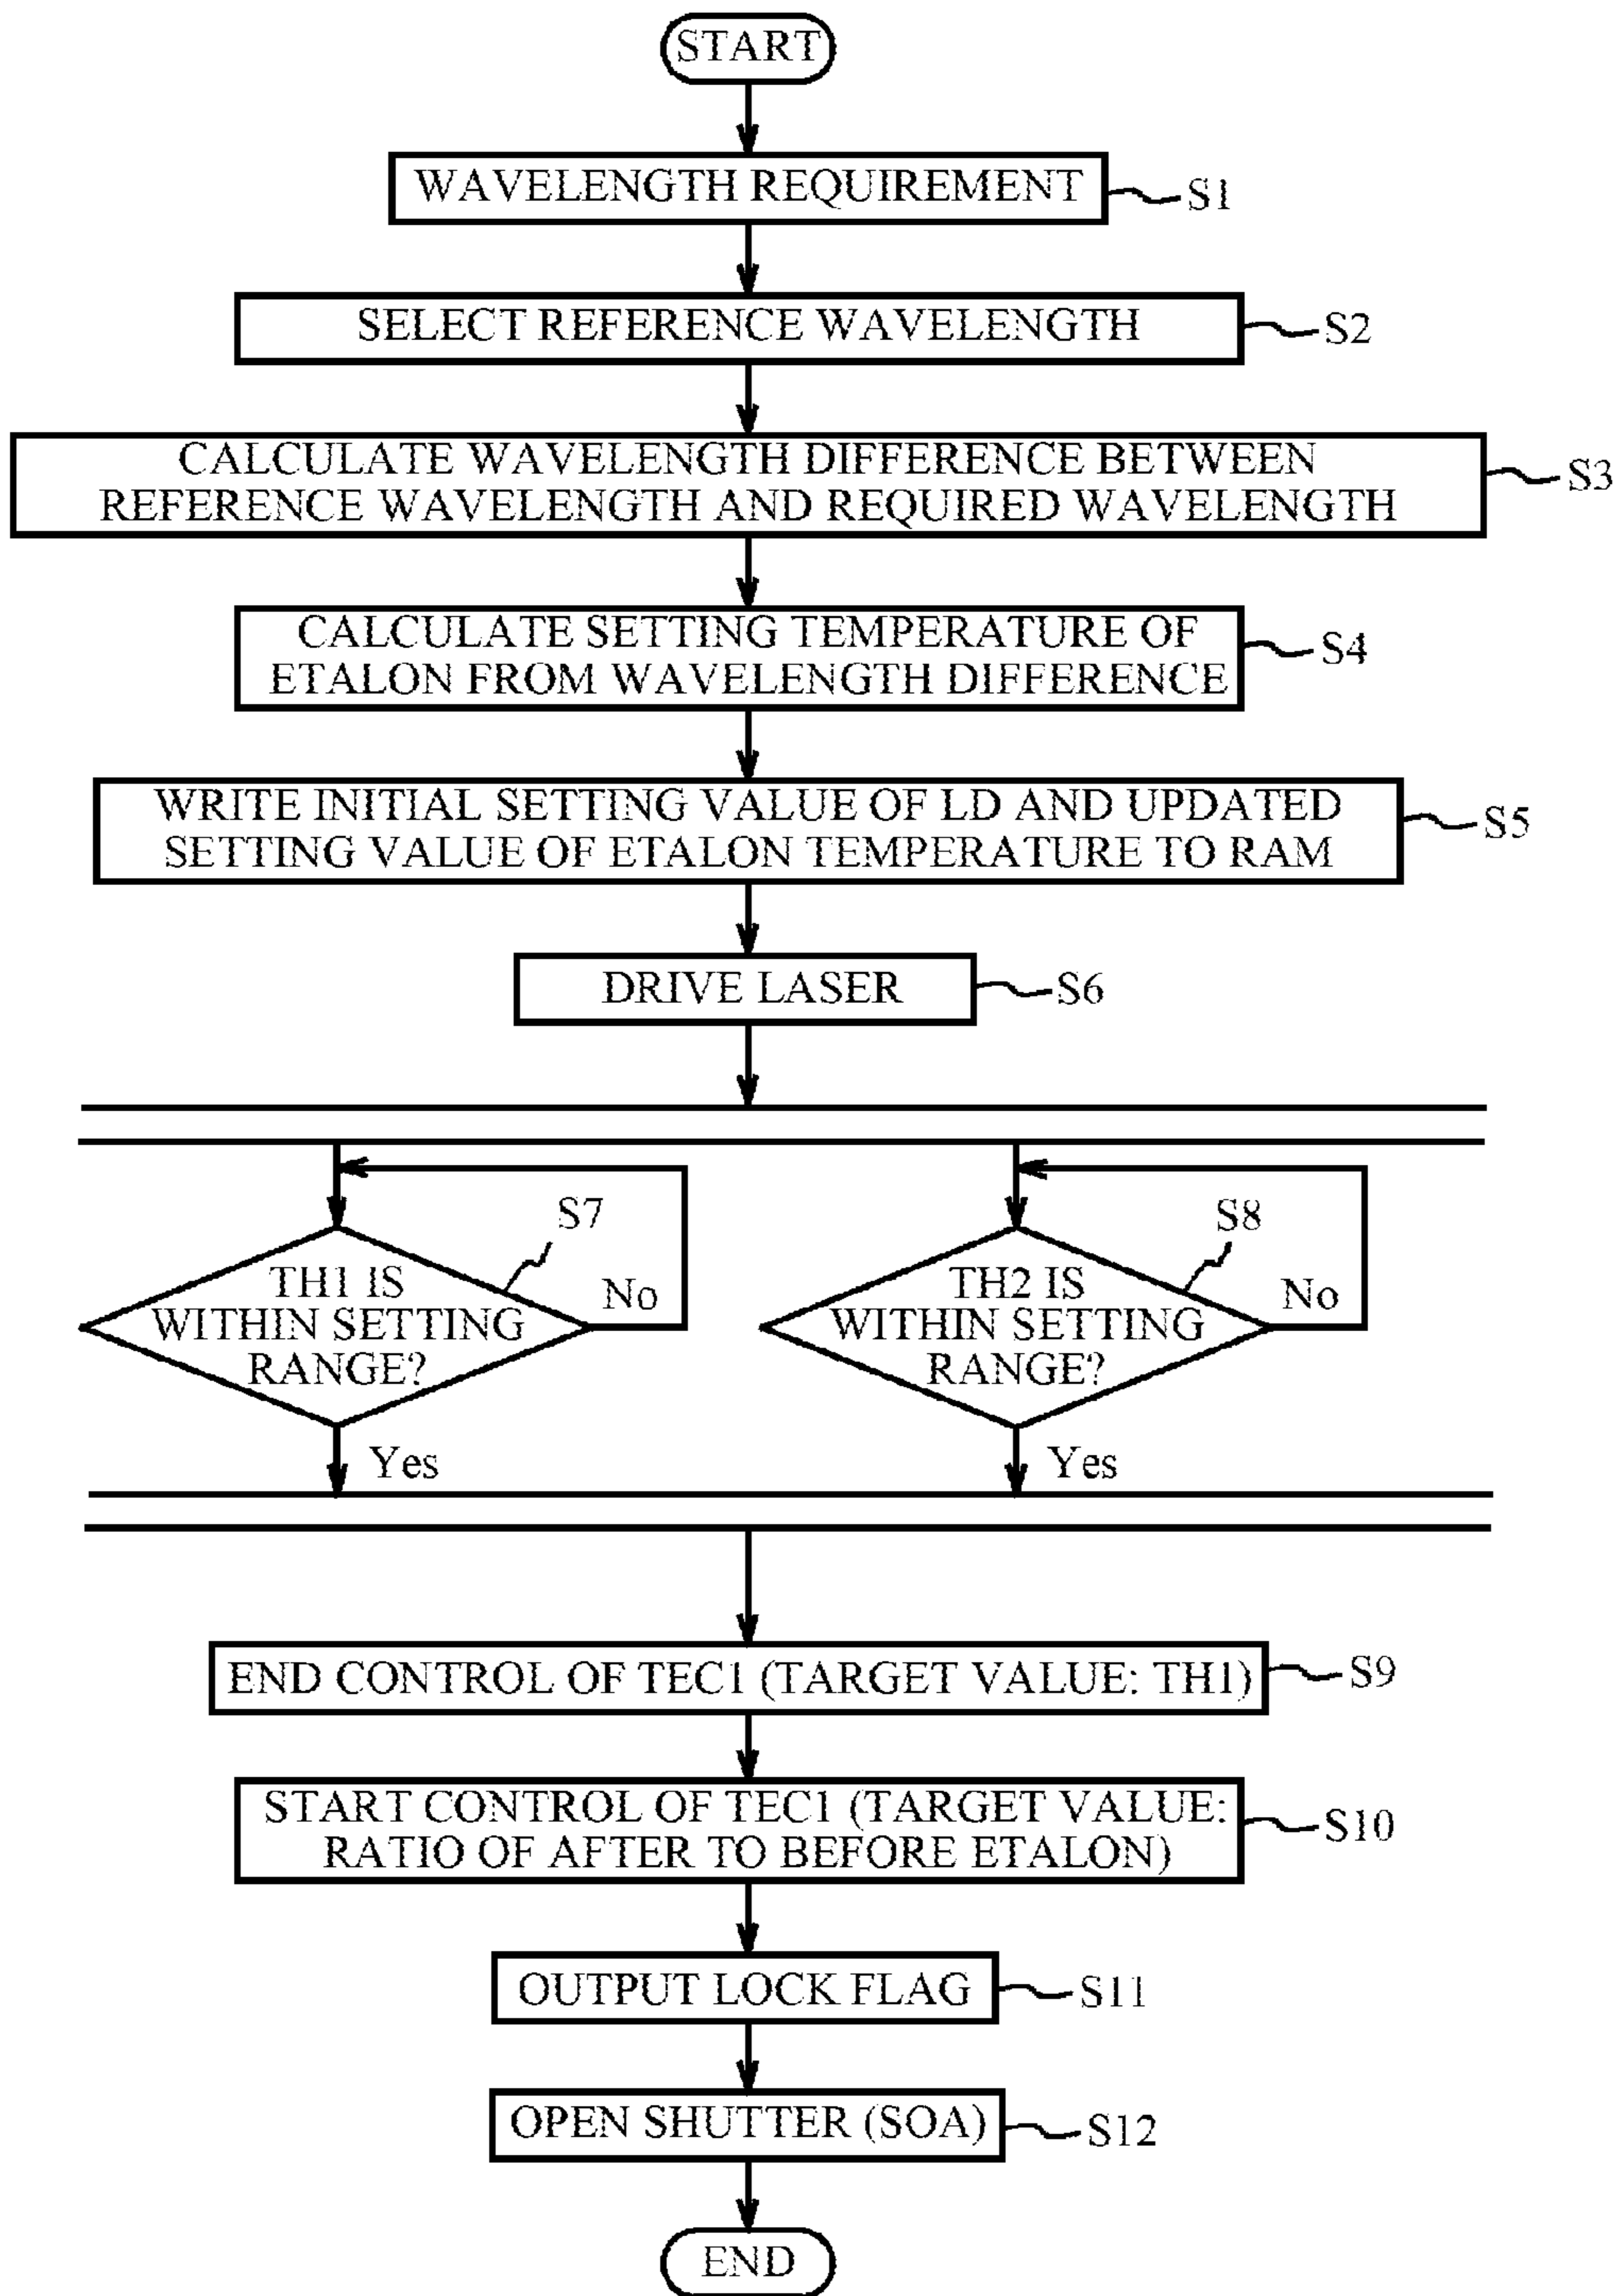 START
WAVELENGTH REQUIREMENT
S1
SELECT REFERENCE WAVELENGTH
S2
CALCULATE WAVELENGTH DIFFERENCE BETWEEN
REFERENCE WAVELENGTH AND REQUIRED WAVELENGTH
S3
CALCULATE SETTING TEMPERATURE OF
ETALON FROM WAVELENGTH DIFFERENCE
S4
WRITE INITIAL SETTING VALUE OF LD AND UPDATED
SETTING VALUE OF ETALON TEMPERATURE TO RAM
S5
DRIVE LASER
S6
S7
TH1 IS
WITHIN SETTING
RANGE?
No
Yes
S8
TH2 IS
WITHIN SETTING
RANGE?
No
Yes
END CONTROL OF TEC1 (TARGET VALUE: TH1)
S9
START CONTROL OF TEC1 (TARGET VALUE:
RATIO OF AFTER TO BEFORE ETALON)
S10
OUTPUT LOCK FLAG
S11
OPEN SHUTTER (SOA)
S12
END